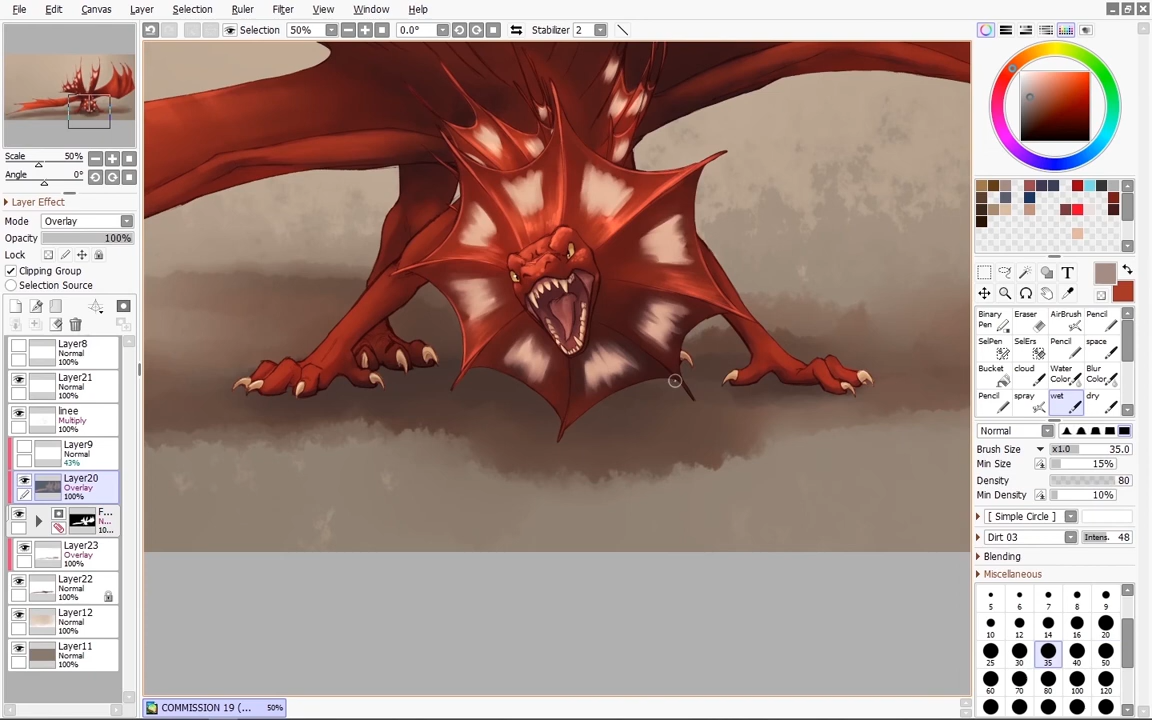 File Edit Canvas Layer Selection Ruler Filter View Window Help
Selection 50% 0.0° Stabilizer 2
Scale 50%
Angle 0°
Layer Effect
Mode Overlay
Opacity 100%
Lock
Clipping Group
Selection Source
Layer8
Normal
100%
Layer21
Normal
100%
linee
Multiply
100%
Layer9
Normal
43%
Layer20
Overlay
100%
F...
N...
10...
Layer23
Overlay
100%
Layer22
Normal
100%
Layer12
Normal
100%
Layer11
Normal
100%
COMMISSION 19 (... 50%
T
Binary Pen Eraser AirBrush Pencil
SelPen SelErs Pencil space
Bucket cloud Water Color Blur Color
Pencil spray wet dry
Normal
Brush Size x1.0 35.0
Min Size 15%
Density 80
Min Density 10%
[ Simple Circle ]
Dirt 03 Intens. 48
Blending
Miscellaneous
5 6 7 8 9
10 12 14 16 20
25 30 35 40 50
60 70 80 100 120